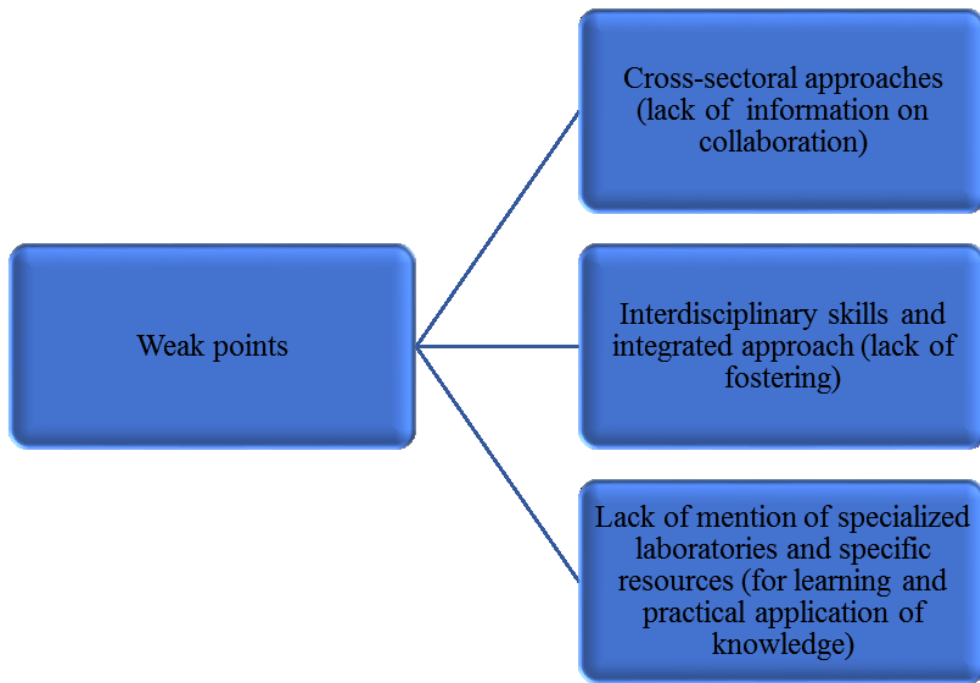 Weak points
Cross-sectoral approaches
(lack of information on
collaboration)
Interdisciplinary skills and
integrated approach (lack of
fostering)
Lack of mention of specialized
laboratories and specific
resources (for learning and
practical application of
knowledge)